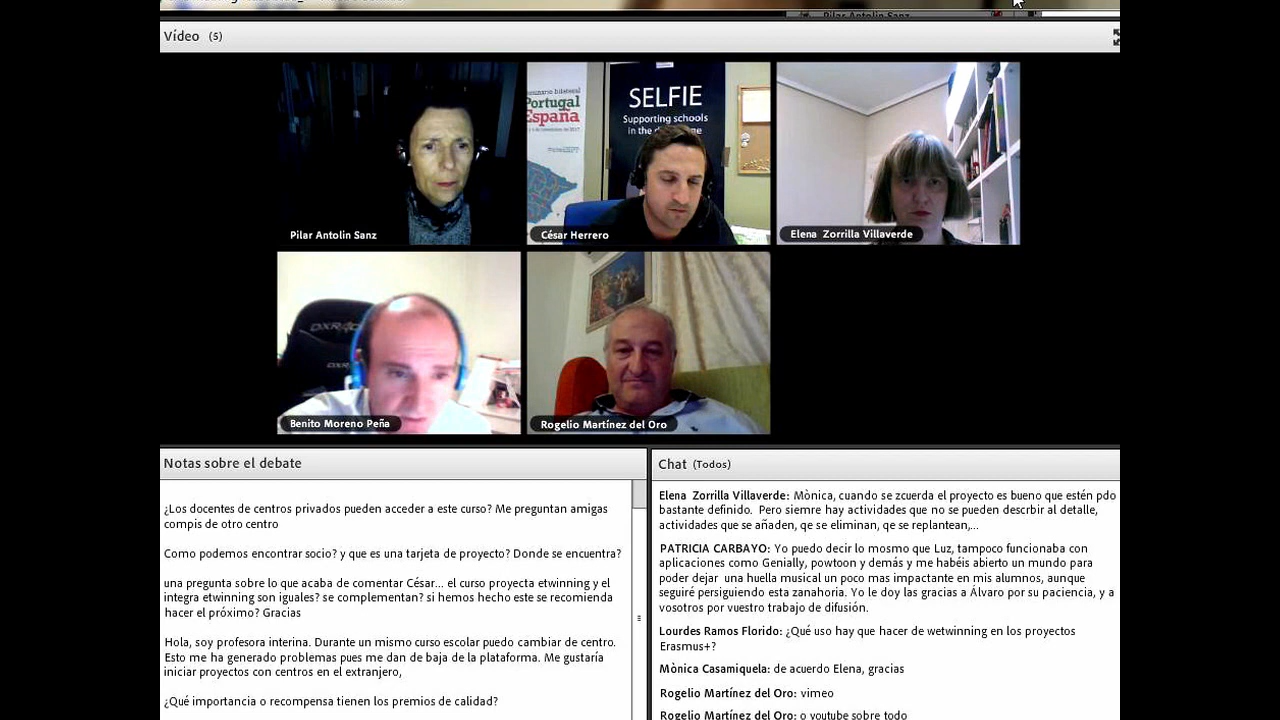 Pilar Antolin Sanz
Vídeo (5)
Portugal
España
SELFIE
Supporting schools
in the
Pilar Antolin Sanz
César Herrero
Elena Zorrilla Villaverde
Benito Moreno Peña
Rogelio Martínez del Oro
Notas sobre el debate
¿Los docentes de centros privados pueden acceder a este curso? Me preguntan amigas
compis de otro centro
Como podemos encontrar socio? y que es una tarjeta de proyecto? Donde se encuentra?
una pregunta sobre lo que acaba de comentar César... el curso proyecta etwinning y el
integra etwinning son iguales? se complementan? si hemos hecho este se recomienda
hacer el próximo? Gracias
Hola, soy profesora interina. Durante un mismo curso escolar puedo cambiar de centro.
Esto me ha generado problemas pues me dan de baja de la plataforma. Me gustaría
iniciar proyectos con centros en el extranjero,
¿Qué importancia o recompensa tienen los premios de calidad?
Chat (Todos)
Elena Zorrilla Villaverde: Mònica, cuando se zcuerda el proyecto es bueno que estén pdo
bastante definido. Pero siemre hay actividades que no se pueden descrbir al detalle,
actividades que se añaden, qe se eliminan, qe se replantean,...
PATRICIA CARBAYO: Yo puedo decir lo mosmo que Luz, tampoco funcionaba con
aplicaciones como Genially, powtoon y demás y me habéis abierto un mundo para
poder dejar una huella musical un poco mas impactante en mis alumnos, aunque
seguiré persiguiendo esta zanahoria. Yo le doy las gracias a Álvaro por su paciencia, y a
vosotros por vuestro trabajo de difusión.
Lourdes Ramos Florido: ¿Qué uso hay que hacer de wetwinning en los proyectos
Erasmus+?
Mònica Casamiquela: de acuerdo Elena, gracias
Rogelio Martínez del Oro: vimeo
Rogelio Martínez del Oro: o youtube sobre todo